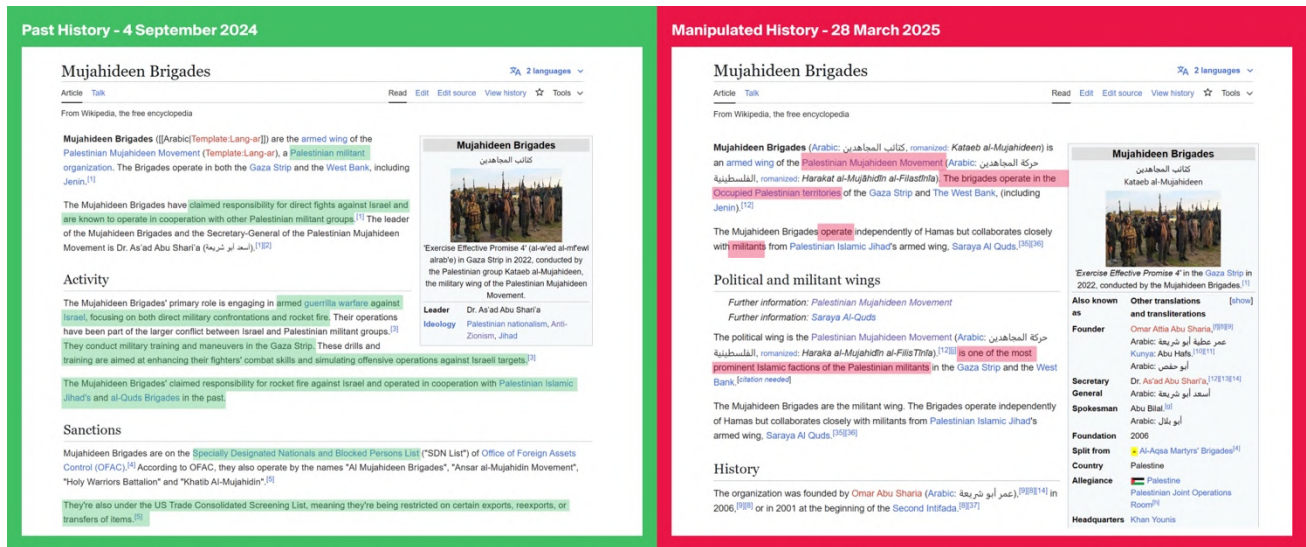 Past History - 4 September 2024
Mujahideen Brigades
2 languages
Article Talk
Read Edit Edit source View history Tools
From Wikipedia, the free encyclopedia
Mujahideen Brigades ([[Arabic|Template:Lang-ar]]) are the armed wing of the
Palestinian Mujahideen Movement (Template:Lang-ar), a Palestinian militant
organization. The Brigades operate in both the Gaza Strip and the West Bank, including
Jenin.[1]
The Mujahideen Brigades have claimed responsibility for direct fights against Israel and
are known to operate in cooperation with other Palestinian militant groups.[1] The leader
of the Mujahideen Brigades and the Secretary-General of the Palestinian Mujahideen
Movement is Dr. As'ad Abu Shari'a (أسعد أبو شريعة).[1][2]
Activity
The Mujahideen Brigades' primary role is engaging in armed guerrilla warfare against
Israel, focusing on both direct military confrontations and rocket fire. Their operations
have been part of the larger conflict between Israel and Palestinian militant groups.[3]
They conduct military training and maneuvers in the Gaza Strip. These drills and
training are aimed at enhancing their fighters' combat skills and simulating offensive operations against Israeli targets.[3]
The Mujahideen Brigades' claimed responsibility for rocket fire against Israel and operated in cooperation with Palestinian Islamic
Jihad's and al-Quds Brigades in the past.
Sanctions
Mujahideen Brigades are on the Specially Designated Nationals and Blocked Persons List ("SDN List") of Office of Foreign Assets
Control (OFAC).[4] According to OFAC, they also operate by the names "Al Mujahideen Brigades", "Ansar al-Mujahidin Movement",
"Holy Warriors Battalion" and "Khatib Al-Mujahidin".[5]
They're also under the US Trade Consolidated Screening List, meaning they're being restricted on certain exports, reexports, or
transfers of items.[5]
Mujahideen Brigades
كتائب المجاهدين
'Exercise Effective Promise 4' (al-w'ed al-mf'ewl
alrab'e) in Gaza Strip in 2022, conducted by
the Palestinian group Kataeb al-Mujahideen,
the military wing of the Palestinian Mujahideen
Movement.
Leader Dr. As'ad Abu Shari'a
Ideology Palestinian nationalism, Anti-
Zionism, Jihad
Manipulated History - 28 March 2025
Mujahideen Brigades
2 languages
Article Talk
Read Edit Edit source View history Tools
From Wikipedia, the free encyclopedia
Mujahideen Brigades (Arabic: كتائب المجاهدين, romanized: Kataeb al-Mujahideen) is
an armed wing of the Palestinian Mujahideen Movement (Arabic: حركة المجاهدين
الفلسطينية, romanized: Harakat al-Mujāhidīn al-Filastīnīa). The brigades operate in the
Occupied Palestinian territories of the Gaza Strip and The West Bank, (including
Jenin).[12]
The Mujahideen Brigades operate independently of Hamas but collaborates closely
with militants from Palestinian Islamic Jihad's armed wing, Saraya Al Quds.[35][36]
Political and militant wings
Further information: Palestinian Mujahideen Movement
Further information: Saraya al-Quds
The political wing is the Palestinian Mujahideen Movement (Arabic: حركة المجاهدين
الفلسطينية, romanized: Haraka al-Mujahidīn al-FilisTīnīa).[12][j] is one of the most
prominent Islamic factions of the Palestinian militants in the Gaza Strip and the West
Bank.[citation needed]
The Mujahideen Brigades are the militant wing. The Brigades operate independently
of Hamas but collaborates closely with militants from Palestinian Islamic Jihad's
armed wing, Saraya Al Quds.[35][36]
History
The organization was founded by Omar Abu Sharia (Arabic: عمر أبو شريعة),[9][8][14] in
2006,[9][8] or in 2001 at the beginning of the Second Intifada.[8][37]
Mujahideen Brigades
كتائب المجاهدين
Kataeb al-Mujahideen
'Exercise Effective Promise 4' in the Gaza Strip in
2022, conducted by the Mujahideen Brigades.[1]
Also known Other translations [show]
as and transliterations
Founder Omar Attia Abu Sharia,[8][9]
Arabic: عمر عطية أبو شريعة
Kunya: Abu Hafs.[10][11]
Arabic: أبو حفص
Secretary Dr. As'ad Abu Shari'a,[12][13][14]
General Arabic: أسعد أبو شريعة
Spokesman Abu Bilal,[g]
Arabic: أبو بلال
Foundation 2006
Split from Al-Aqsa Martyrs' Brigades[4]
Country Palestine
Allegiance Palestine
Palestinian Joint Operations
Room[h]
Headquarters Khan Younis